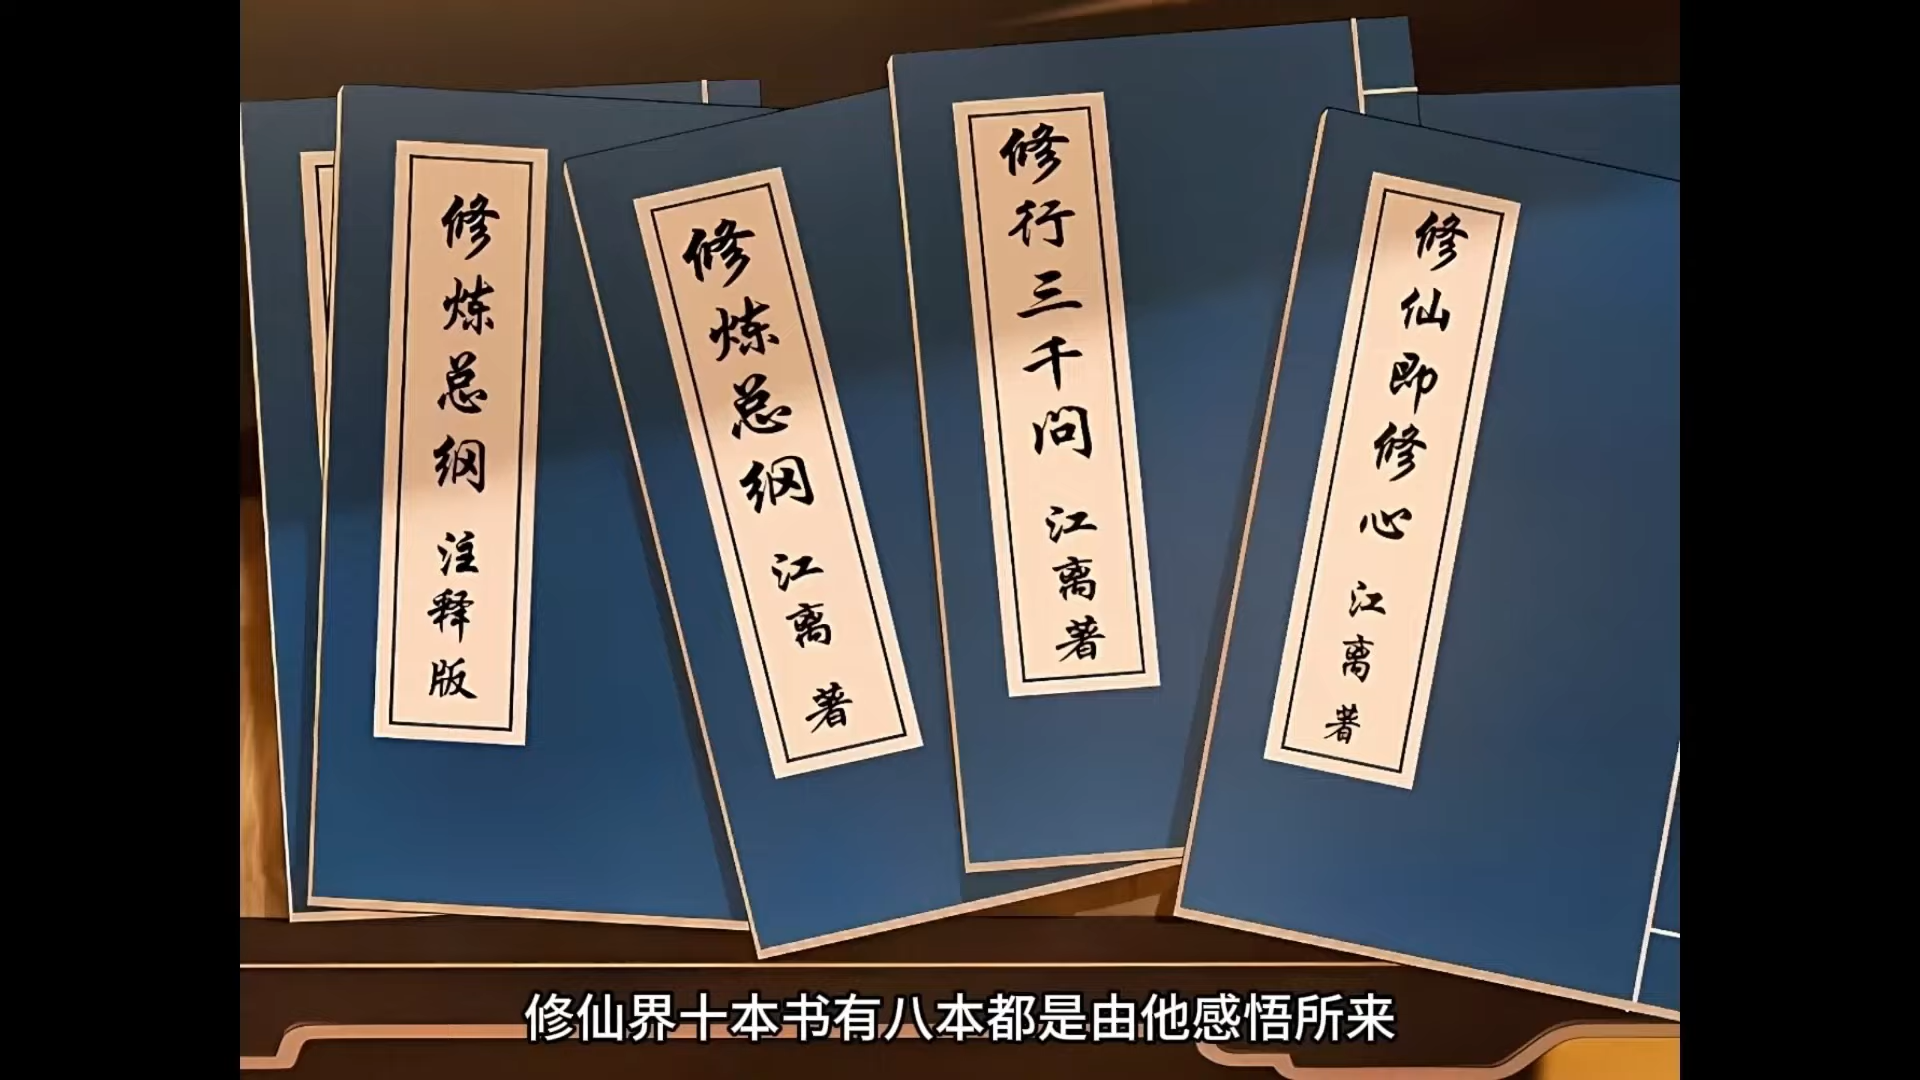 修炼总纲 注释版
修炼总纲 江离 著
修行三千问 江离著
修仙即修心 江离 著
修仙界十本书有八本都是由他感悟所来